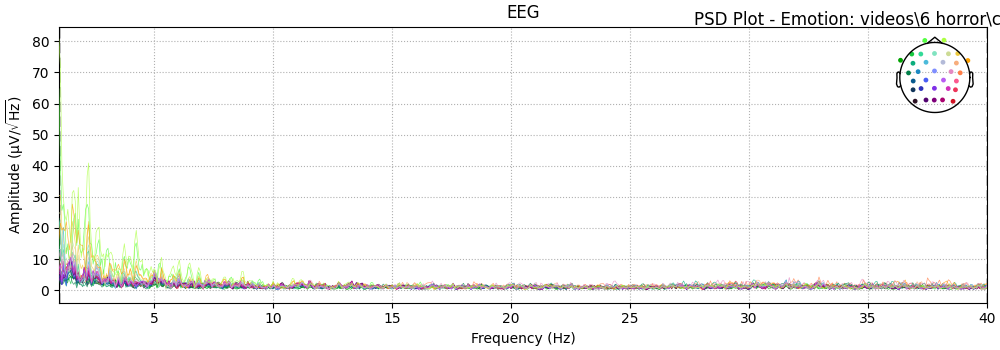 EEG
PSD Plot - Emotion: videos\6 horror\c
80
70
60
50
40
30
20
10
0
Amplitude (µV/√Hz)
5 10 15 20 25 30 35 40
Frequency (Hz)